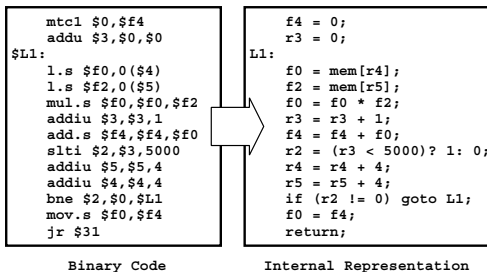 mtc1 $0,$f4
addu $3,$0,$0
$L1:
l.s $f0,0($4)
l.s $f2,0($5)
mul.s $f0,$f0,$f2
addiu $3,$3,1
add.s $f4,$f4,$f0
slti $2,$3,5000
addiu $5,$5,4
addiu $4,$4,4
bne $2,$0,$L1
mov.s $f0,$f4
jr $31
Binary Code
f4 = 0;
r3 = 0;
L1:
f0 = mem[r4];
f2 = mem[r5];
f0 = f0 * f2;
r3 = r3 + 1;
f4 = f4 + f0;
r2 = (r3 < 5000)? 1: 0;
r4 = r4 + 4;
r5 = r5 + 4;
if (r2 != 0) goto L1;
f0 = f4;
return;
Internal Representation